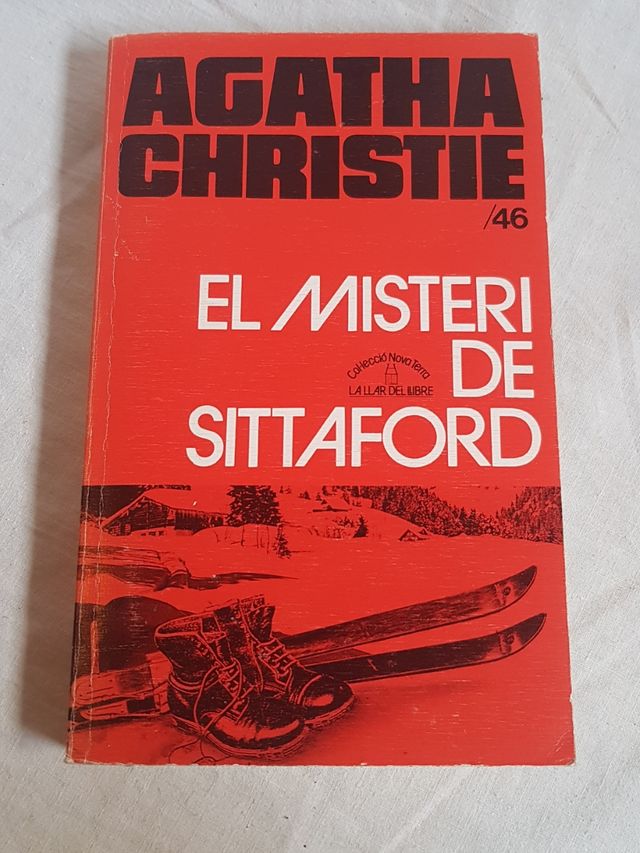 AGATHA
CHRISTIE
/46
EL MISTERI
DE
SITTAFORD
Col·lecció Nova Terra
LA LLAR DEL LLIBRE